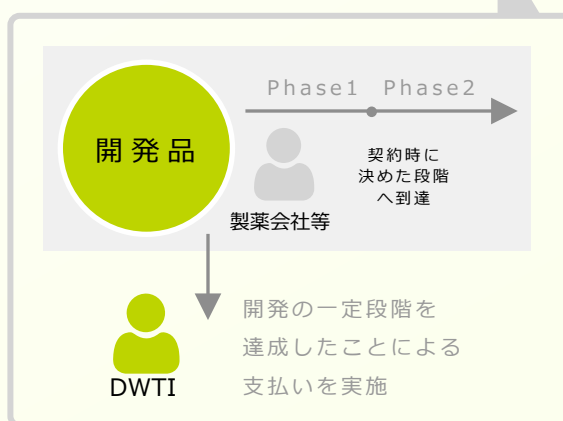 Phase1 Phase2
開発品
契約時に
決めた段階
へ到達
製薬会社等
開発の一定段階を
達成したことによる
支払いを実施
DWTI